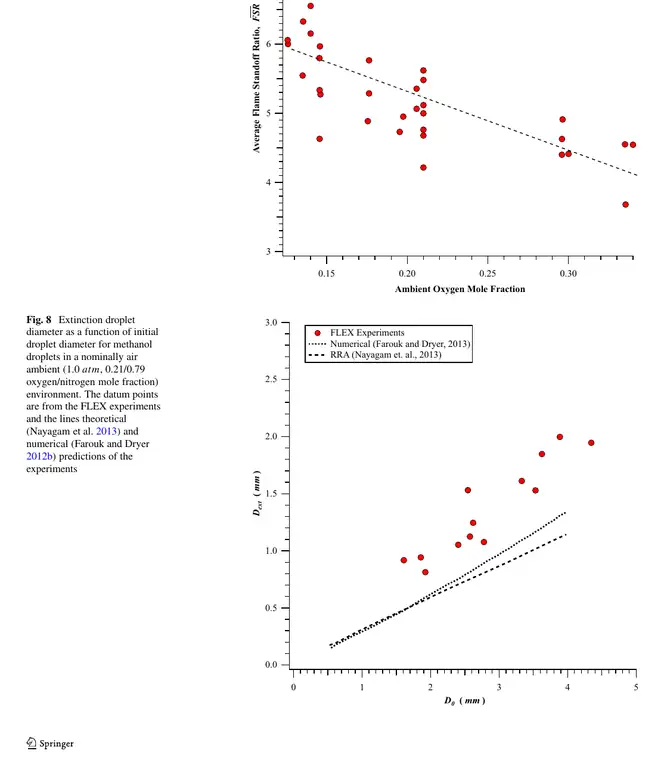 Average Flame Standoff Ratio, FSR
6
5
4
3
0.15 0.20 0.25 0.30
Ambient Oxygen Mole Fraction
Fig. 8 Extinction droplet
diameter as a function of initial
droplet diameter for methanol
droplets in a nominally air
ambient (1.0 atm, 0.21/0.79
oxygen/nitrogen mole fraction)
environment. The datum points
are from the FLEX experiments
and the lines theoretical
(Nayagam et al. 2013) and
numerical (Farouk and Dryer
2012b) predictions of the
experiments
FLEX Experiments
Numerical (Farouk and Dryer, 2013)
RRA (Nayagam et. al., 2013)
D_ext ( mm )
3.0
2.5
2.0
1.5
1.0
0.5
0.0
0 1 2 3 4 5
D_0 ( mm )
Springer